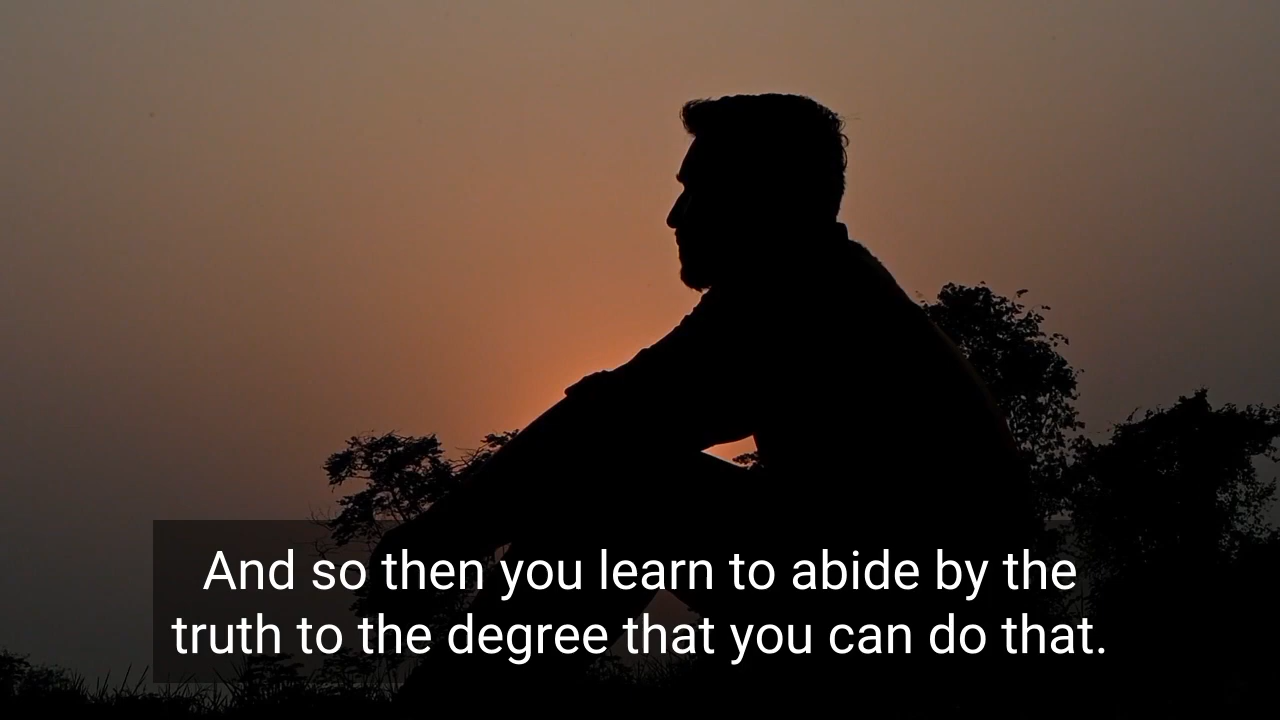 And so then you learn to abide by the
truth to the degree that you can do that.